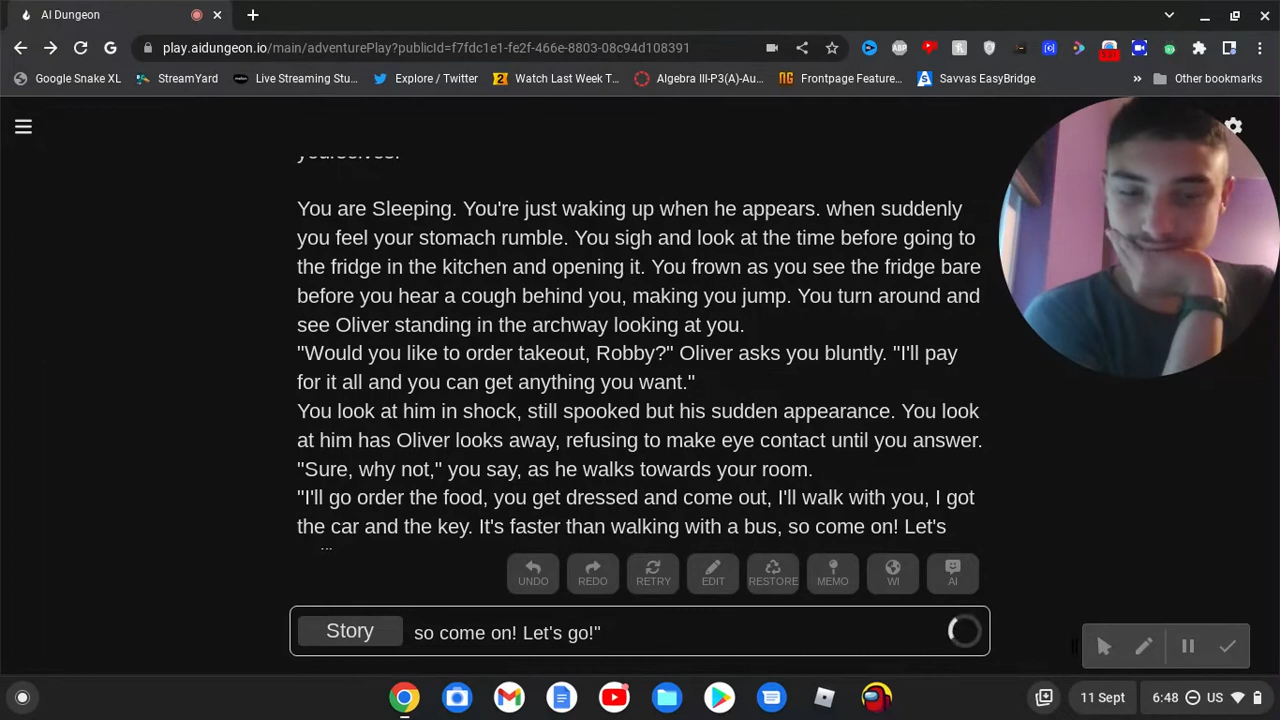 AI Dungeon
play.aidungeon.io/main/adventurePlay?publicid=f7dfc1e1-fe2f-466e-8803-08c94d108391
Google Snake XL StreamYard Live Streaming Stu... Explore / Twitter Watch Last Week T... Algebra III-P3(A)-Au... Frontpage Feature... Savvas EasyBridge » Other bookmarks
yourselves.
You are Sleeping. You're just waking up when he appears. when suddenly
you feel your stomach rumble. You sigh and look at the time before going to
the fridge in the kitchen and opening it. You frown as you see the fridge bare
before you hear a cough behind you, making you jump. You turn around and
see Oliver standing in the archway looking at you.
"Would you like to order takeout, Robby?" Oliver asks you bluntly. "I'll pay
for it all and you can get anything you want."
You look at him in shock, still spooked but his sudden appearance. You look
at him has Oliver looks away, refusing to make eye contact until you answer.
"Sure, why not," you say, as he walks towards your room.
"I'll go order the food, you get dressed and come out, I'll walk with you, I got
the car and the key. It's faster than walking with a bus, so come on! Let's
UNDO REDO RETRY EDIT RESTORE MEMO WI AI
Story so come on! Let's go!"
11 Sept 6:48 US